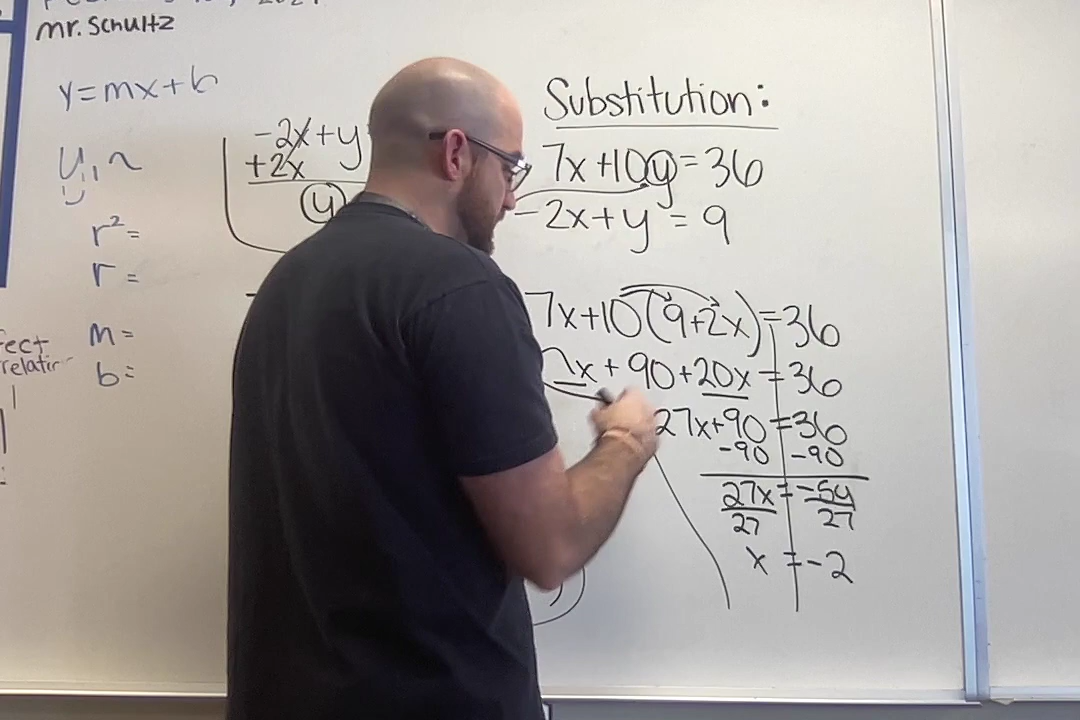 mr. Schultz
y=mx+b
r²=
r =
m=
b=
-2x+y
+2x
y
Substitution:
7x+10y=36
-2x+y=9
7x+10(9+2x)=36
7x+90+20x=36
27x+90=36
-90 -90
27x=-54
27 27
x=-2